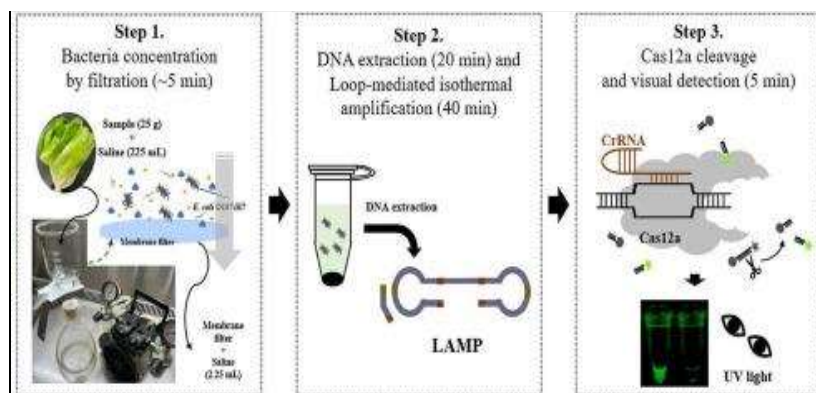 Step 1.
Bacteria concentration
by filtration (~5 min)
Sample (25 g)
+
Saline (225 mL)
E. coli O157:H7
Membrane filter
Membrane
filter
+
Saline
(2.25 mL)
Step 2.
DNA extraction (20 min) and
Loop-mediated isothermal
amplification (40 min)
DNA extraction
LAMP
Step 3.
Cas12a cleavage
and visual detection (5 min)
CrRNA
Cas12a
UV light